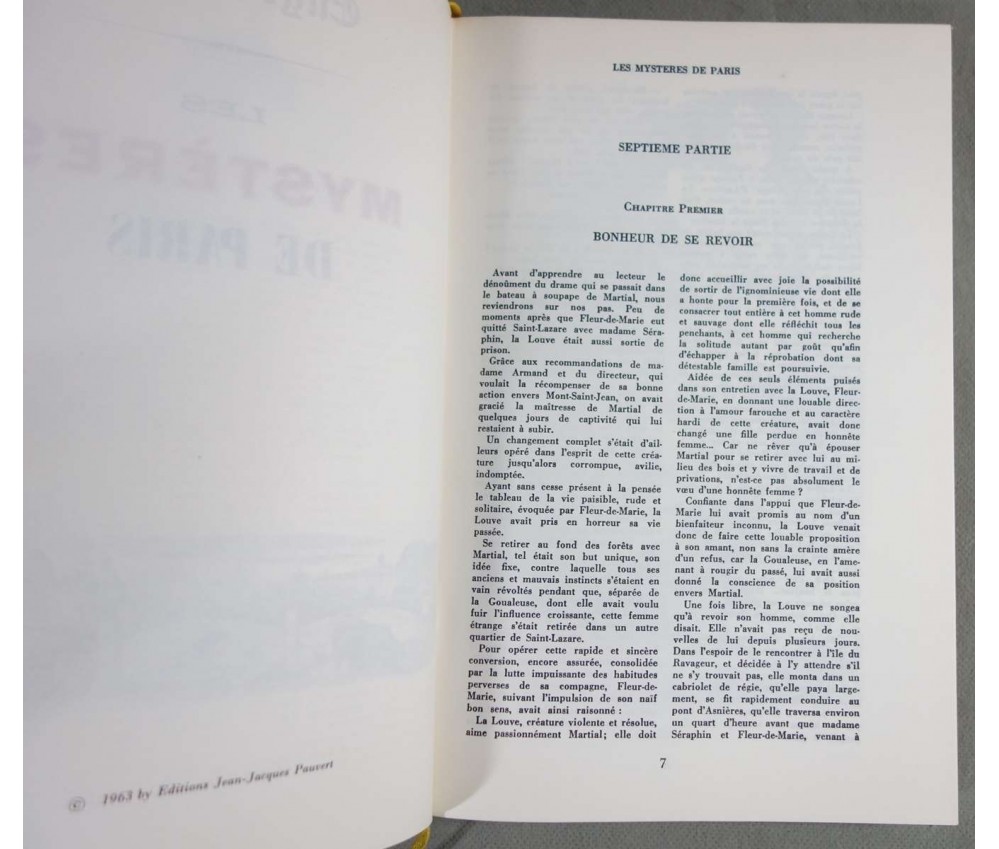 © 1963 by Editions Jean-Jacques Pauvert
LES MYSTERES DE PARIS
SEPTIEME PARTIE
CHAPITRE PREMIER
BONHEUR DE SE REVOIR
Avant d'apprendre au lecteur le
dénoûment du drame qui se passait dans
le bateau à soupape de Martial, nous
reviendrons sur nos pas. Peu de
moments après que Fleur-de-Marie eut
quitté Saint-Lazare avec madame Séra-
phin, la Louve était aussi sortie de
prison.
Grâce aux recommandations de ma-
dame Armand et du directeur, qui
voulait la récompenser de sa bonne
action envers Mont-Saint-Jean, on avait
gracié la maîtresse de Martial de
quelques jours de captivité qui lui
restaient à subir.
Un changement complet s'était d'ail-
leurs opéré dans l'esprit de cette créa-
ture jusqu'alors corrompue, avilie,
indomptée.
Ayant sans cesse présent à la pensée
le tableau de la vie paisible, rude et
solitaire, évoquée par Fleur-de-Marie, la
Louve avait pris en horreur sa vie
passée.
Se retirer au fond des forêts avec
Martial, tel était son but unique, son
idée fixe, contre laquelle tous ses
anciens et mauvais instincts s'étaient en
vain révoltés pendant que, séparée de
la Goualeuse, dont elle avait voulu
fuir l'influence croissante, cette femme
étrange s'était retirée dans un autre
quartier de Saint-Lazare.
Pour opérer cette rapide et sincère
conversion, encore assurée, consolidée
par la lutte impuissante des habitudes
perverses de sa compagne, Fleur-de-
Marie, suivant l'impulsion de son naïf
bon sens, avait ainsi raisonné :
La Louve, créature violente et résolue,
aime passionnément Martial; elle doit
donc accueillir avec joie la possibilité
de sortir de l'ignominieuse vie dont elle
a honte pour la première fois, et de se
consacrer tout entière à cet homme rude
et sauvage dont elle réfléchit tous les
penchants, à cet homme qui recherche
la solitude autant par goût qu'afin
d'échapper à la réprobation dont sa
détestable famille est poursuivie.
Aidée de ces seuls éléments puisés
dans son entretien avec la Louve, Fleur-
de-Marie, en donnant une louable direc-
tion à l'amour farouche et au caractère
hardi de cette créature, avait donc
changé une fille perdue en honnête
femme... Car ne rêver qu'à épouser
Martial pour se retirer avec lui au mi-
lieu des bois et y vivre de travail et de
privations, n'est-ce pas absolument le
vœu d'une honnête femme ?
Confiante dans l'appui que Fleur-de-
Marie lui avait promis au nom d'un
bienfaiteur inconnu, la Louve venait
donc de faire cette louable proposition
à son amant, non sans la crainte amère
d'un refus, car la Goualeuse, en l'ame-
nant à rougir du passé, lui avait aussi
donné la conscience de sa position
envers Martial.
Une fois libre, la Louve ne songea
qu'à revoir son homme, comme elle
disait. Elle n'avait pas reçu de nou-
velles de lui depuis plusieurs jours.
Dans l'espoir de le rencontrer à l'île du
Ravageur, et décidée à l'y attendre s'il
ne s'y trouvait pas, elle monta dans un
cabriolet de régie, qu'elle paya large-
ment, se fit rapidement conduire au
pont d'Asnières, qu'elle traversa environ
un quart d'heure avant que madame
Séraphin et Fleur-de-Marie, venant à
7